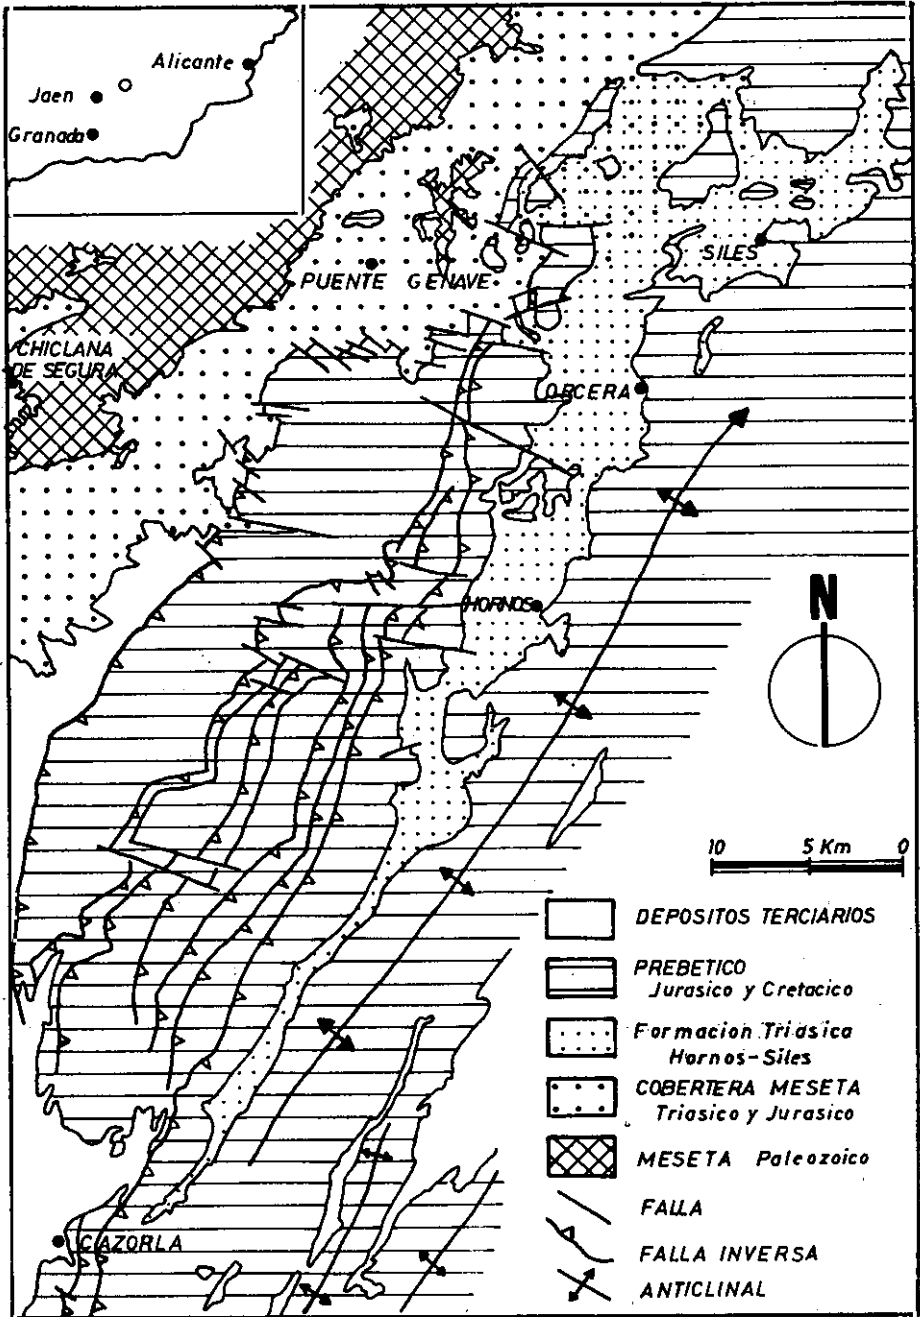 Alicante
Jaen
Granada
PUENTE GENAVE
SILES
CHICLANA
DE SEGURA
ORCERA
HORNOS
N
10 5 Km 0
DEPOSITOS TERCIARIOS
PREBETICO
Jurasico y Cretacico
Formacion Triasica
Hornos-Siles
COBERTERA MESETA
Triasico y Jurasico
MESETA Paleozoico
FALLA
FALLA INVERSA
ANTICLINAL
CAZORLA